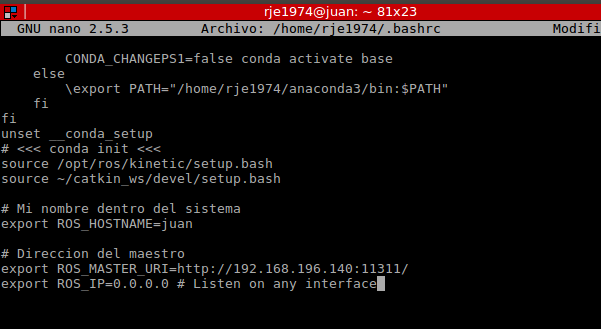 rje1974@juan: ~ 81x23
GNU nano 2.5.3 Archivo: /home/rje1974/.bashrc Modifi
CONDA_CHANGEPS1=false conda activate base
else
\export PATH="/home/rje1974/anaconda3/bin:$PATH"
fi
fi
unset __conda_setup
# <<< conda init <<<
source /opt/ros/kinetic/setup.bash
source ~/catkin_ws/devel/setup.bash
# Mi nombre dentro del sistema
export ROS_HOSTNAME=juan
# Direccion del maestro
export ROS_MASTER_URI=http://192.168.196.140:11311/
export ROS_IP=0.0.0.0 # Listen on any interface